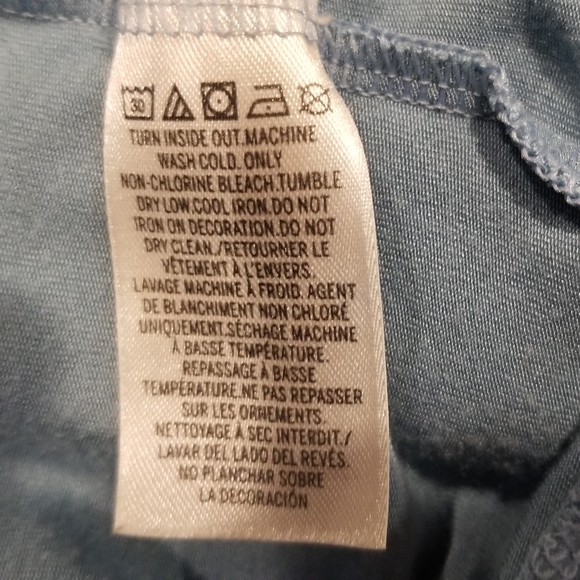 30
TURN INSIDE OUT.MACHINE
WASH COLD. ONLY
NON-CHLORINE BLEACH.TUMBLE
DRY LOW.COOL IRON.DO NOT
IRON ON DECORATION.DO NOT
DRY CLEAN./RETOURNER LE
VÊTEMENT À L'ENVERS.
LAVAGE MACHINE À FROID. AGENT
DE BLANCHIMENT NON CHLORÉ
UNIQUEMENT.SÉCHAGE MACHINE
À BASSE TEMPÉRATURE.
REPASSAGE À BASSE
TEMPÉRATURE.NE PAS REPASSER
SUR LES ORNEMENTS.
NETTOYAGE À SEC INTERDIT./
LAVAR DEL LADO DEL REVÉS.
NO PLANCHAR SOBRE
LA DECORACIÓN